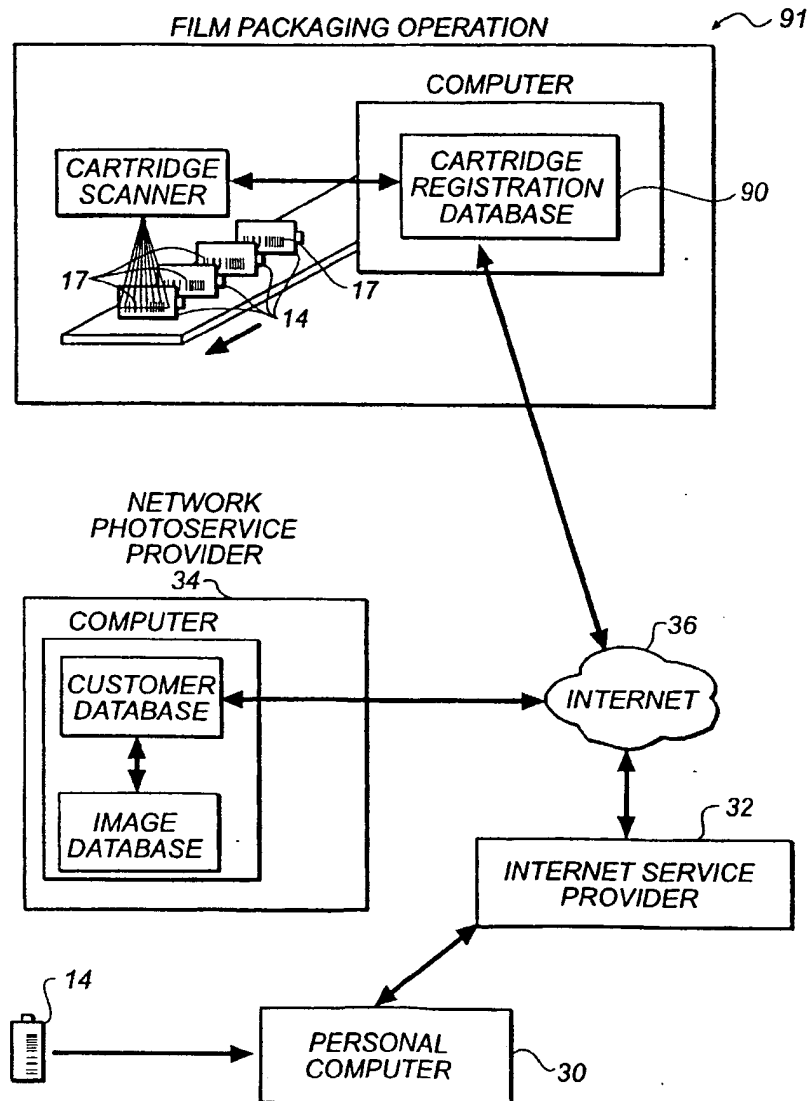 FILM PACKAGING OPERATION
91
COMPUTER
CARTRIDGE
SCANNER
CARTRIDGE
REGISTRATION
DATABASE
90
17
17
14
NETWORK
PHOTOSERVICE
PROVIDER
34
COMPUTER
CUSTOMER
DATABASE
IMAGE
DATABASE
36
INTERNET
32
INTERNET SERVICE
PROVIDER
14
PERSONAL
COMPUTER
30